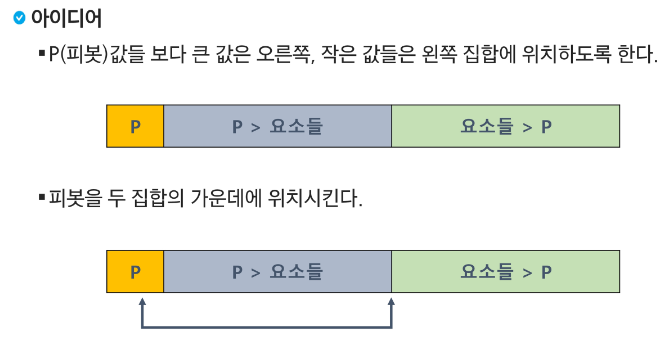 아이디어
▪P(피봇)값들 보다 큰 값은 오른쪽, 작은 값들은 왼쪽 집합에 위치하도록 한다.
P P > 요소들 요소들 > P
▪피봇을 두 집합의 가운데에 위치시킨다.
P P > 요소들 요소들 > P